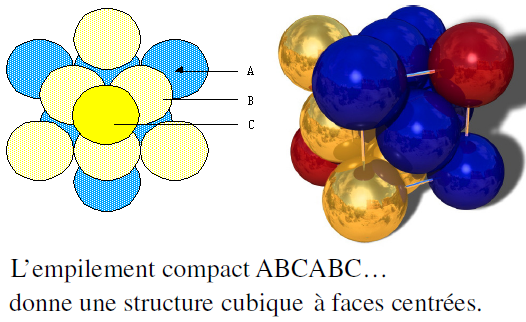 A
B
C
L'empilement compact ABCABC…
donne une structure cubique à faces centrées.